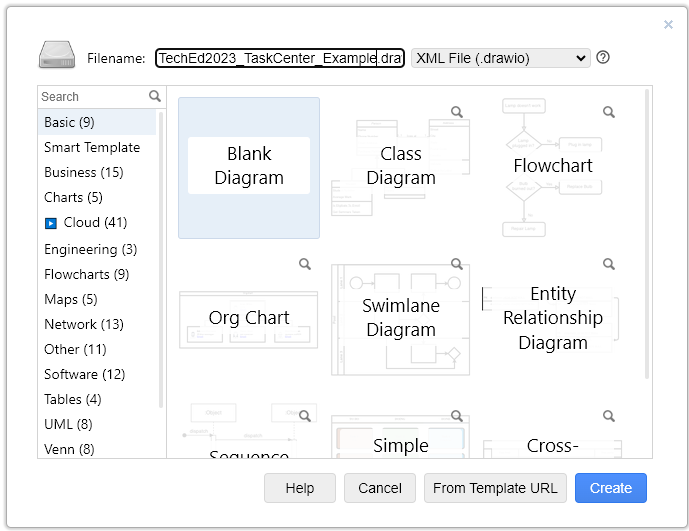 Filename:
TechEd2023_TaskCenter_Example.dra
XML File (.drawio)
Search
Basic (9)
Smart Template
Business (15)
Charts (5)
Cloud (41)
Engineering (3)
Flowcharts (9)
Maps (5)
Network (13)
Other (11)
Software (12)
Tables (4)
UML (8)
Venn (8)
Blank
Diagram
Class
Diagram
Flowchart
Org Chart
Swimlane
Diagram
Entity
Relationship
Diagram
Object
Object
Sequence
Simple
Cross-
Help
Cancel
From Template URL
Create